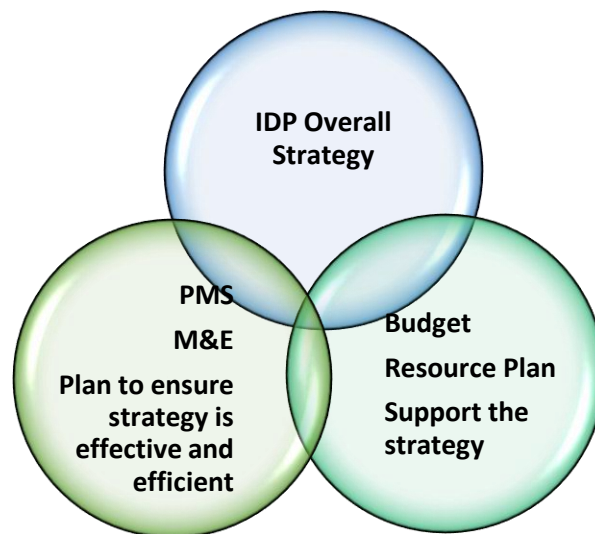 IDP Overall
Strategy
PMS
M&E
Plan to ensure
strategy is
effective and
efficient
Budget
Resource Plan
Support the
strategy